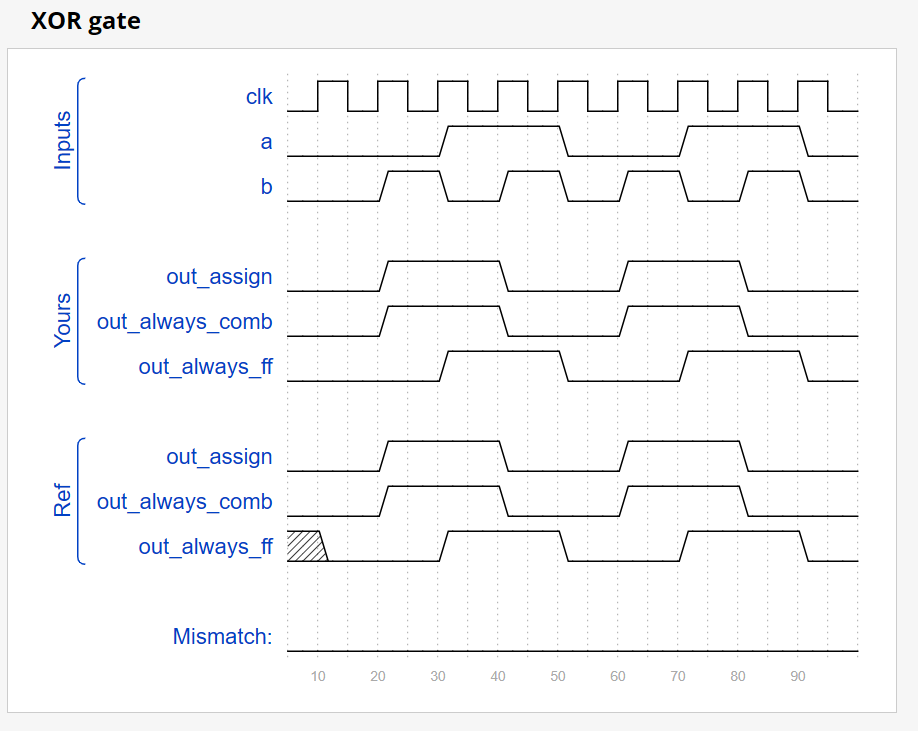 XOR gate
Inputs
clk
a
b
Yours
out_assign
out_always_comb
out_always_ff
Ref
out_assign
out_always_comb
out_always_ff
Mismatch:
10 20 30 40 50 60 70 80 90